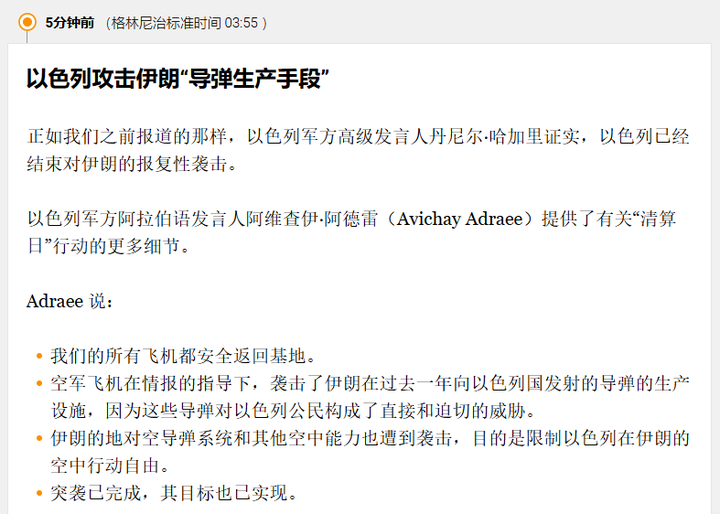 5分钟前 （格林尼治标准时间 03:55 ）
以色列攻击伊朗“导弹生产手段”
正如我们之前报道的那样，以色列军方高级发言人丹尼尔·哈加里证实，以色列已经
结束对伊朗的报复性袭击。
以色列军方阿拉伯语发言人阿维查伊·阿德雷（Avichay Adraee）提供了有关“清算
日”行动的更多细节。
Adraee 说：
我们的所有飞机都安全返回基地。
空军飞机在情报的指导下，袭击了伊朗在过去一年向以色列国发射的导弹的生产
设施，因为这些导弹对以色列公民构成了直接和迫切的威胁。
伊朗的地对空导弹系统和其他空中能力也遭到袭击，目的是限制以色列在伊朗的
空中行动自由。
突袭已完成，其目标也已实现。